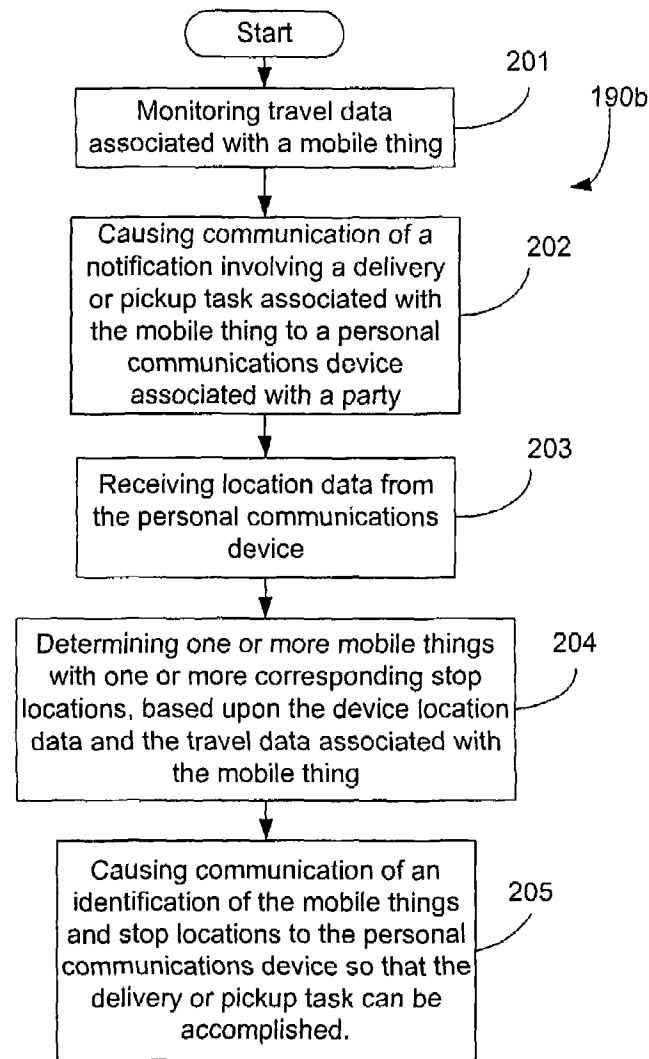 Start
201
190b
Monitoring travel data
associated with a mobile thing
Causing communication of a
notification involving a delivery
or pickup task associated with
the mobile thing to a personal
communications device
associated with a party
202
203
Receiving location data from
the personal communications
device
Determining one or more mobile things
with one or more corresponding stop
locations, based upon the device location
data and the travel data associated with
the mobile thing
204
Causing communication of an
identification of the mobile things
and stop locations to the personal
communications device so that the
delivery or pickup task can be
accomplished.
205